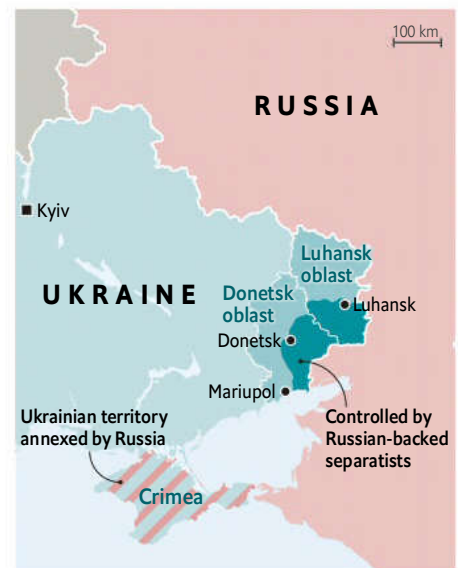 100 km
RUSSIA
Kyiv
Luhansk
oblast
UKRAINE
Donetsk
oblast
Luhansk
Donetsk
Mariupol
Ukrainian territory
annexed by Russia
Controlled by
Russian-backed
separatists
Crimea